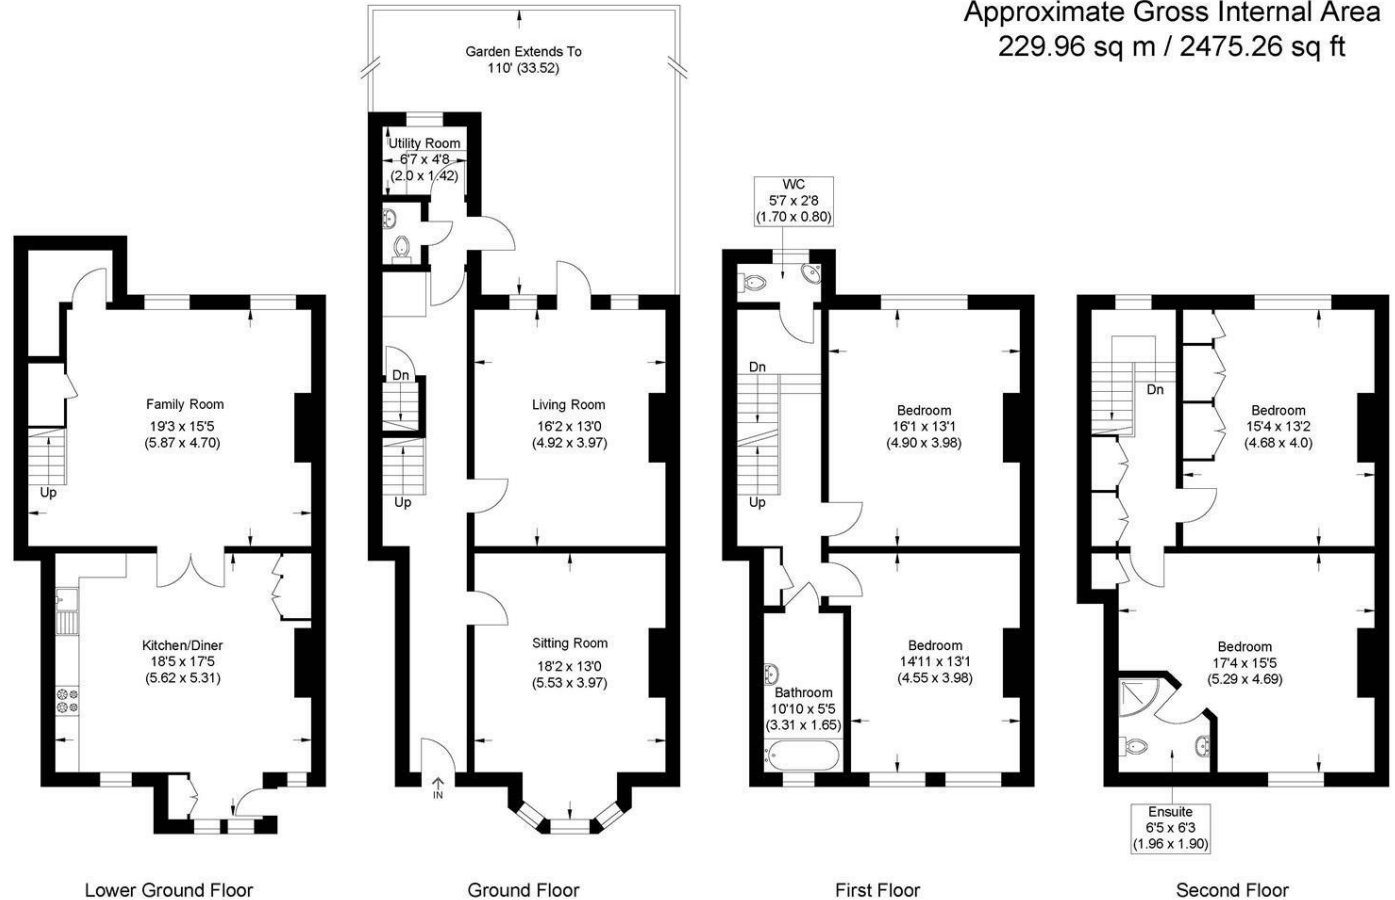 Approximate Gross Internal Area
229.96 sq m / 2475.26 sq ft
Garden Extends To
110' (33.52)
Utility Room
6'7 x 4'8
(2.0 x 1.42)
WC
5'7 x 2'8
(1.70 x 0.80)
Family Room
19'3 x 15'5
(5.87 x 4.70)
Up
Kitchen/Diner
18'5 x 17'5
(5.62 x 5.31)
Dn
Up
Living Room
16'2 x 13'0
(4.92 x 3.97)
Sitting Room
18'2 x 13'0
(5.53 x 3.97)
IN
Dn
Up
Bedroom
16'1 x 13'1
(4.90 x 3.98)
Bedroom
14'11 x 13'1
(4.55 x 3.98)
Bathroom
10'10 x 5'5
(3.31 x 1.65)
Dn
Bedroom
15'4 x 13'2
(4.68 x 4.0)
Bedroom
17'4 x 15'5
(5.29 x 4.69)
Ensuite
6'5 x 6'3
(1.96 x 1.90)
Lower Ground Floor
Ground Floor
First Floor
Second Floor